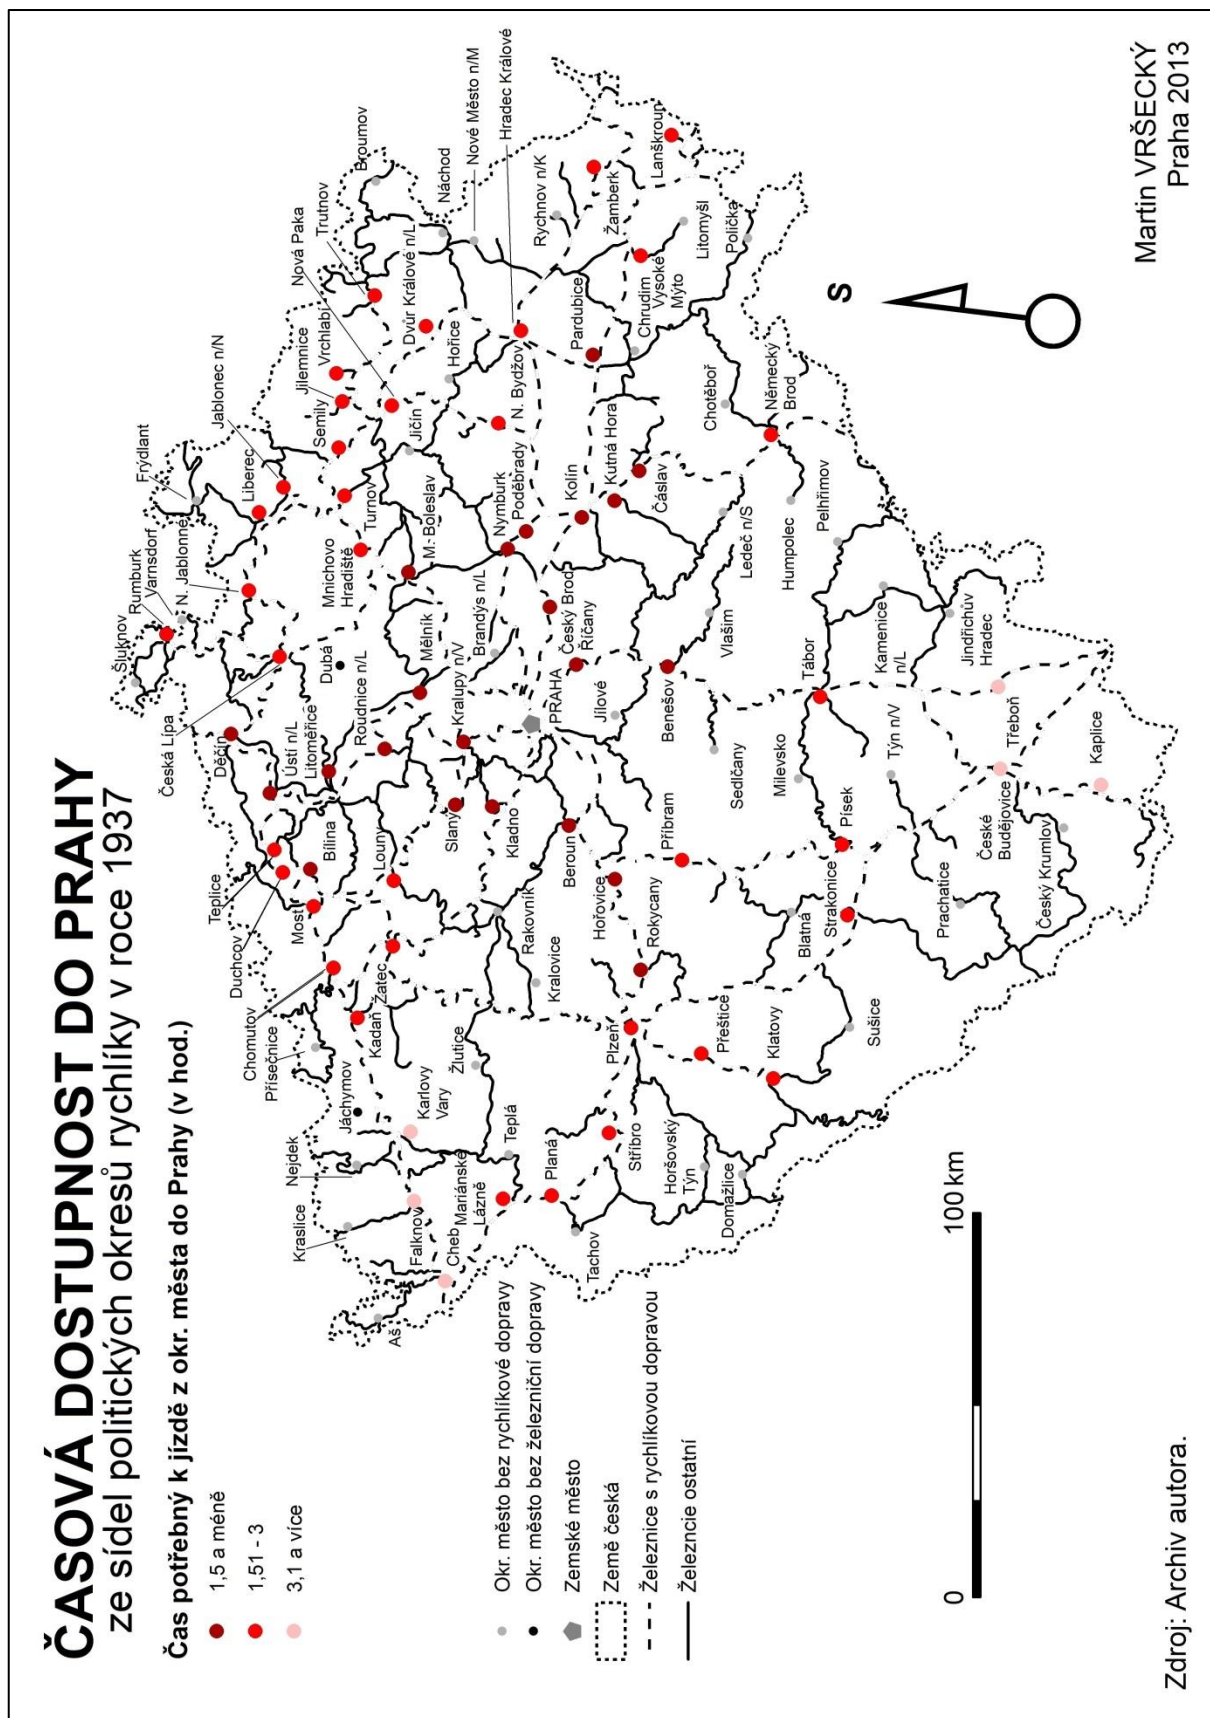 ČASOVÁ DOSTUPNOST DO PRAHY
ze sídel politických okresů rychlíky v roce 1937
Čas potřebný k jízdě z okr. města do Prahy (v hod.)
1,5 a méně
1,51 - 3
3,1 a více
Okr. město bez rychlíkové dopravy
Okr. město bez železniční dopravy
Zemské město
Země česká
Železnice s rychlíkovou dopravou
Železncie ostatní
0
100 km
Zdroj: Archiv autora.
Martin VRŠECKÝ
Praha 2013
S
Aš
Kraslice
Nejdek
Falknov
Cheb
Mariánské
Lázně
Jáchymov
Karlovy
Vary
Teplá
Planá
Tachov
Stříbro
Horšovský
Týn
Domažlice
Přísečnice
Chomutov
Kadaň
Žatec
Žlutice
Duchcov
Teplice
Most
Bílina
Louny
Rakovník
Kralovice
Plzeň
Přeštice
Klatovy
Sušice
Rokycany
Hořovice
Beroun
Kladno
Slaný
Příbram
Blatná
Strakonice
Písek
Prachatice
Český Krumlov
České
Budějovice
Kaplice
Třeboň
Týn n/V
Milevsko
Sedlčany
Tábor
Děčín
Česká Lípa
Ústí n/L
Litoměřice
Roudnice n/L
Dubá
Mělník
Kralupy n/V
Brandýs n/L
PRAHA
Český Brod
Říčany
Jílové
Benešov
Vlašim
Ledeč n/S
Humpolec
Pelhřimov
Kamenice
n/L
Jindřichův
Hradec
Šluknov
Rumburk
Varnsdorf
N. Jablonné
Frýdlant
Liberec
Jablonec n/N
Turnov
Mnichovo
Hradiště
M. Boleslav
Nymburk
Poděbrady
Kolín
Kutná Hora
Čáslav
Semily
Jilemnice
Vrchlabí
Nová Paka
Trutnov
Jičín
Hořice
Dvůr Králové n/L
N. Bydžov
Broumov
Náchod
Nové Město n/M
Hradec Králové
Pardubice
Chrudim
Vysoké
Mýto
Rychnov n/K
Žamberk
Lanškroun
Litomyšl
Polička
Chotěboř
Německý
Brod